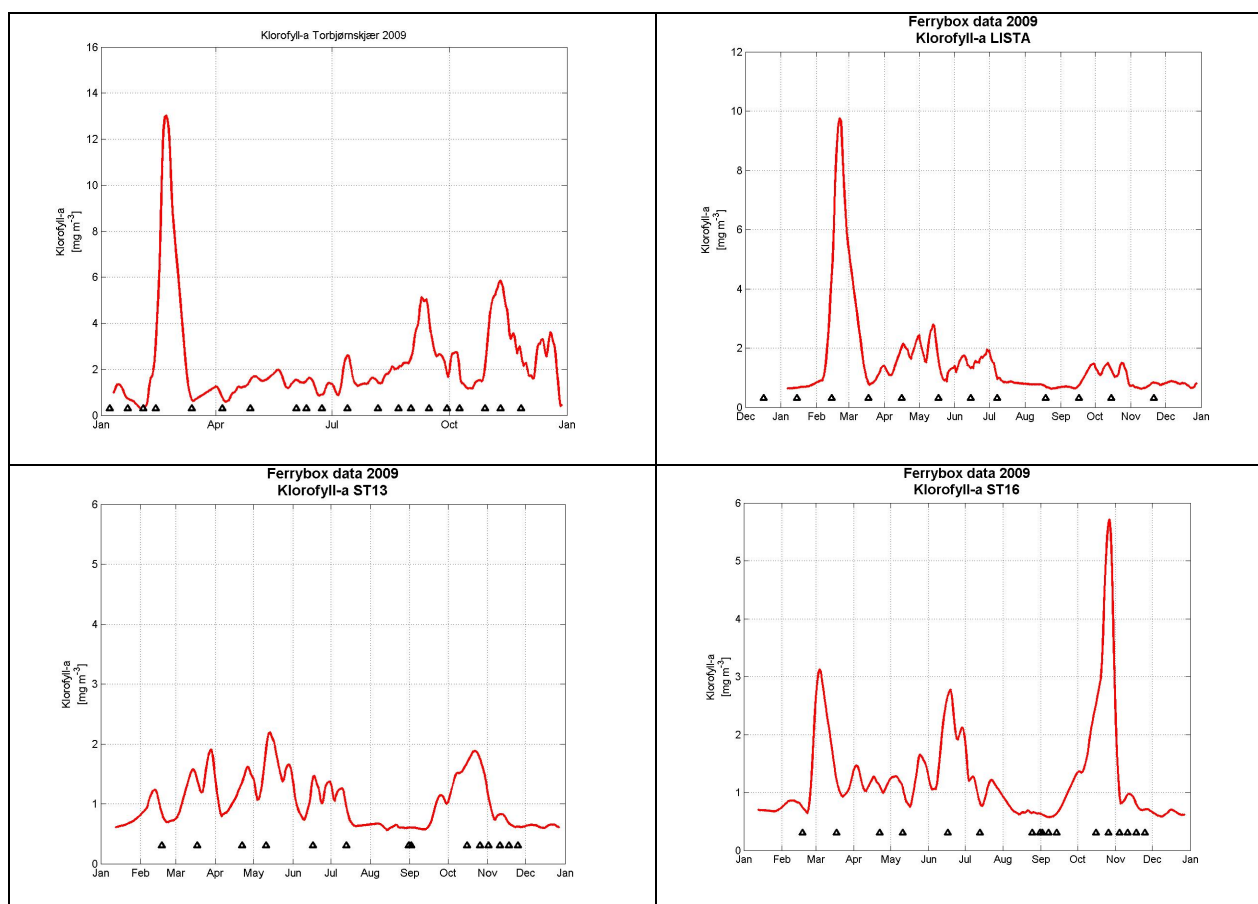 Klorofyll-a Torbjørnskjær 2009
16
14
12
10
8
6
4
2
0
Klorofyll-a
[mg m-3]
Jan Apr Jul Oct Jan
Ferrybox data 2009
Klorofyll-a LISTA
12
10
8
6
4
2
0
Klorofyll-a
[mg m-3]
Dec Jan Feb Mar Apr May Jun Jul Aug Sep Oct Nov Dec Jan
Ferrybox data 2009
Klorofyll-a ST13
6
5
4
3
2
1
0
Klorofyll-a
[mg m-3]
Jan Feb Mar Apr May Jun Jul Aug Sep Oct Nov Dec Jan
Ferrybox data 2009
Klorofyll-a ST16
6
5
4
3
2
1
0
Klorofyll-a
[mg m-3]
Jan Feb Mar Apr May Jun Jul Aug Sep Oct Nov Dec Jan